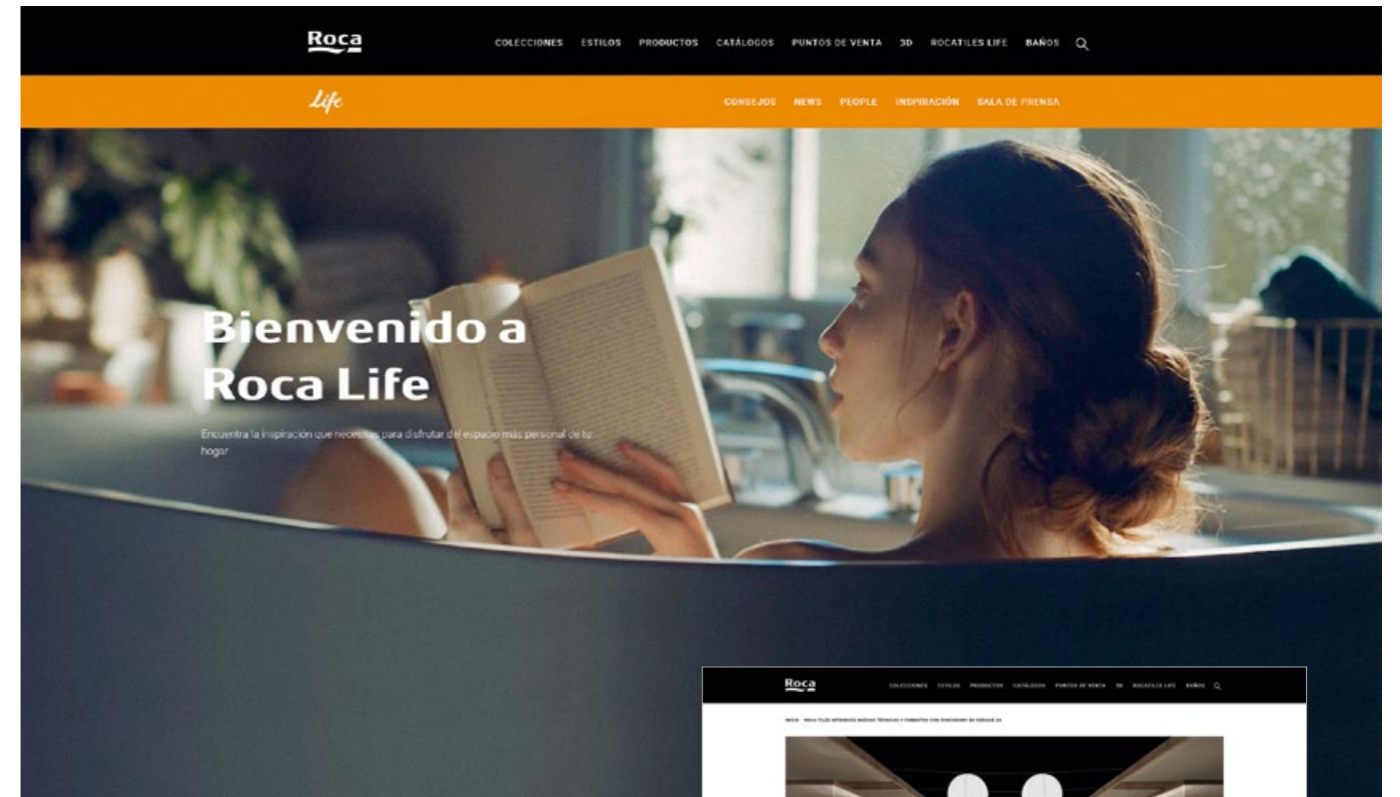 Roca
COLECCIONES ESTILOS PRODUCTOS CATÁLOGOS PUNTOS DE VENTA 3D ROCATILES LIFE BAÑOS
Life
CONSEJOS NEWS PEOPLE INSPIRACIÓN SALA DE PRENSA
Bienvenido a
Roca Life
Encuentra la inspiración que necesitas para disfrutar del espacio más personal de tu
hogar
Roca
COLECCIONES ESTILOS PRODUCTOS CATÁLOGOS PUNTOS DE VENTA 3D ROCATILES LIFE BAÑOS